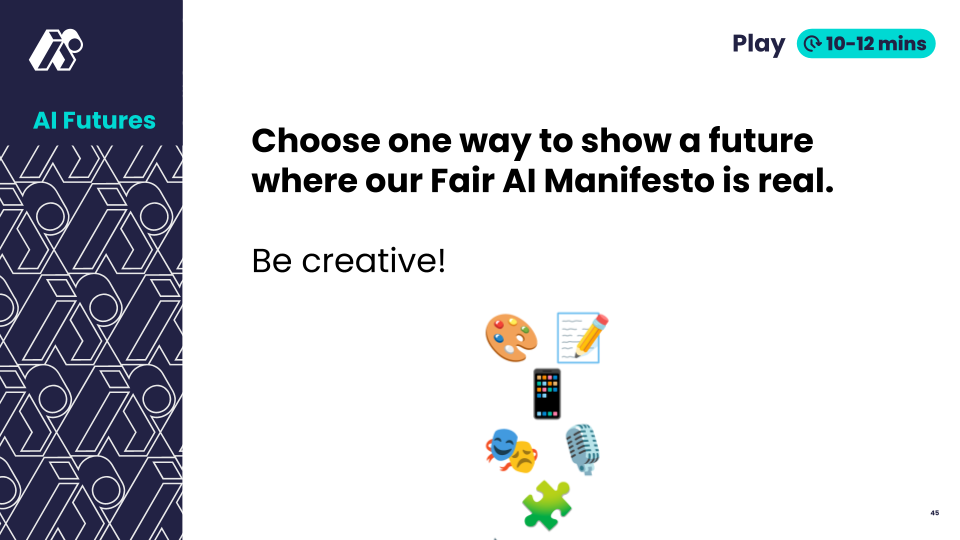 Play 10-12 mins
AI Futures
Choose one way to show a future
where our Fair AI Manifesto is real.
Be creative!
45